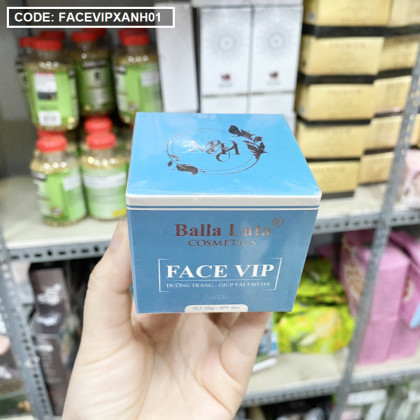 CODE: FACEVIPXANH01
Balla Luta®
COSMETICS
FACE VIP
DƯỠNG TRẮNG - GIÚP TÁI TẠO DA